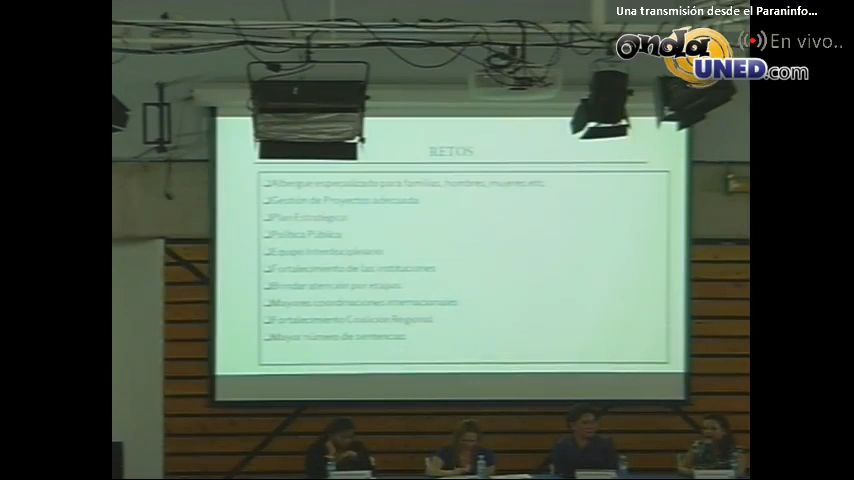 Una transmisión desde el Paraninfo...
onda UNED.com
En vivo..
RETOS
Albergue especializado para familias, hombres, mujeres, etc.
Gestión de Proyectos adecuada
Plan Estratégico
Política Pública
Equipo Interdisciplinario
Fortalecimiento de las instituciones
Brindar atención por etapas
Mayores coordinaciones internacionales
Fortalecimiento Coalición Regional
Mayor número de sentencias